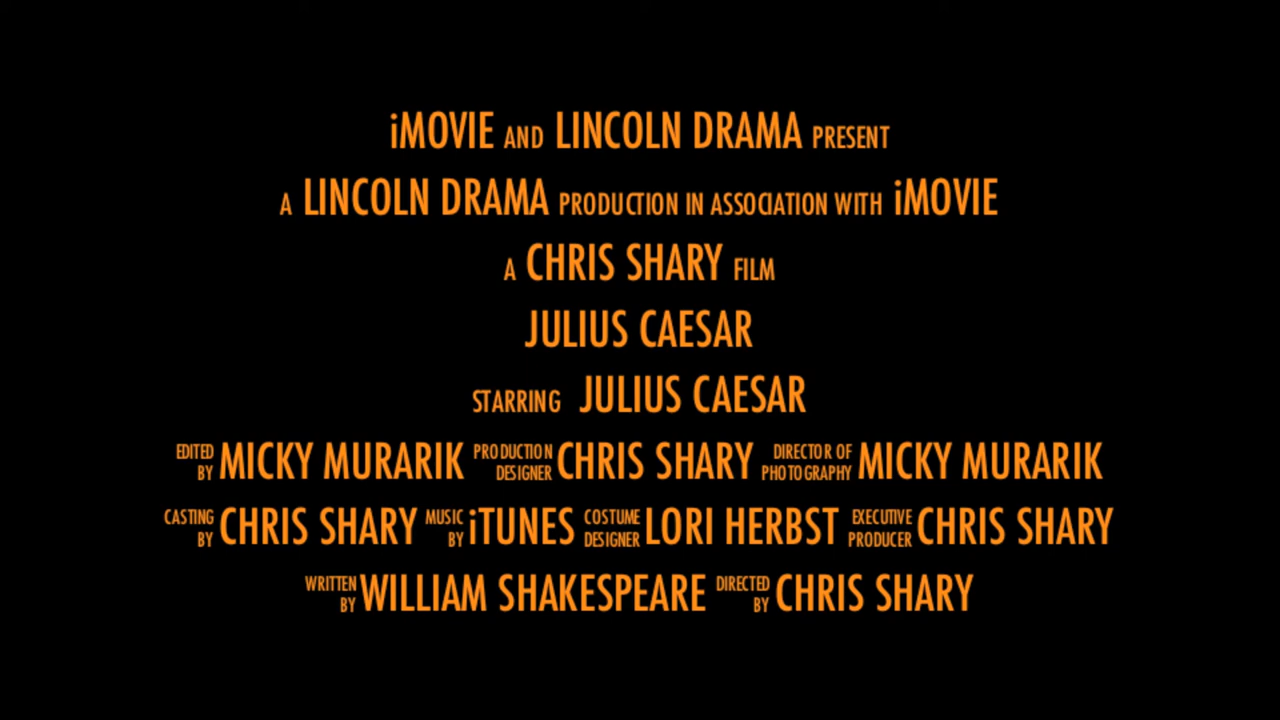 iMOVIE AND LINCOLN DRAMA PRESENT
A LINCOLN DRAMA PRODUCTION IN ASSOCIATION WITH iMOVIE
A CHRIS SHARY FILM
JULIUS CAESAR
STARRING JULIUS CAESAR
EDITED BY MICKY MURARIK PRODUCTION DESIGNER CHRIS SHARY DIRECTOR OF PHOTOGRAPHY MICKY MURARIK
CASTING BY CHRIS SHARY MUSIC BY iTUNES COSTUME DESIGNER LORI HERBST EXECUTIVE PRODUCER CHRIS SHARY
WRITTEN BY WILLIAM SHAKESPEARE DIRECTED BY CHRIS SHARY